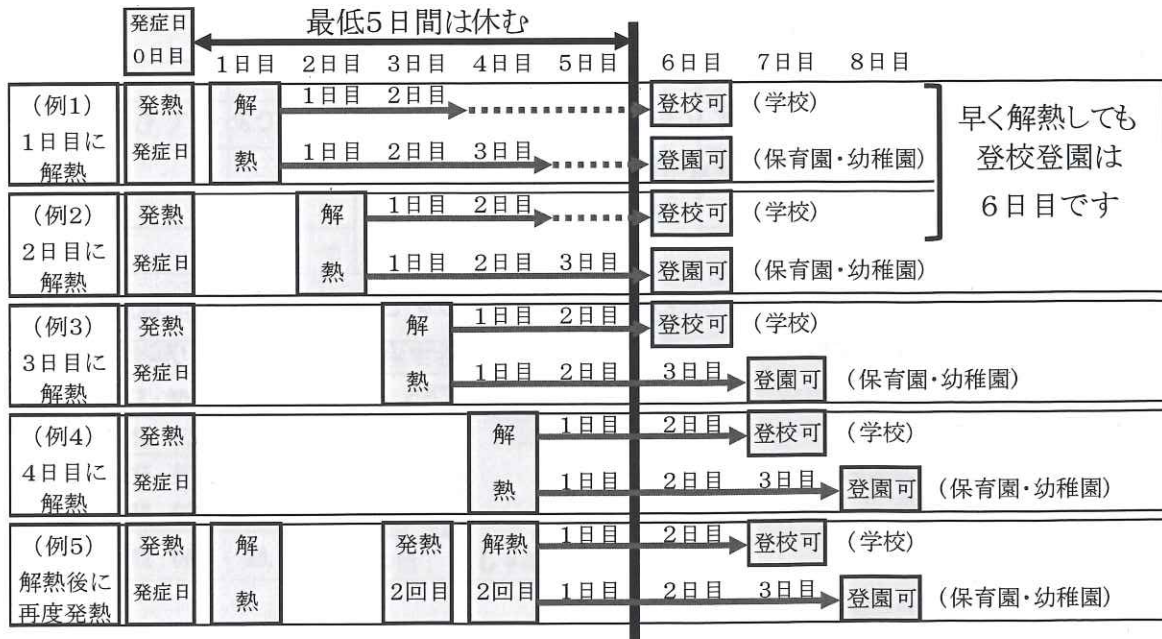 発症日
0日目
最低5日間は休む
1日目 2日目 3日目 4日目 5日目 6日目 7日目 8日目
(例1)
1日目に
解熱
発熱
発症日
解
熱
1日目 2日目
登校可 (学校)
1日目 2日目 3日目
登園可 (保育園・幼稚園)
早く解熱しても
登校登園は
6日目です
(例2)
2日目に
解熱
発熱
発症日
解
熱
1日目 2日目
登校可 (学校)
1日目 2日目 3日目
登園可 (保育園・幼稚園)
(例3)
3日目に
解熱
発熱
発症日
解
熱
1日目 2日目
登校可 (学校)
1日目 2日目 3日目
登園可 (保育園・幼稚園)
(例4)
4日目に
解熱
発熱
発症日
解
熱
1日目 2日目
登校可 (学校)
1日目 2日目 3日目
登園可 (保育園・幼稚園)
(例5)
解熱後に
再度発熱
発熱
発症日
解
熱
発熱
2回目
解熱
2回目
1日目 2日目
登校可 (学校)
1日目 2日目 3日目
登園可 (保育園・幼稚園)